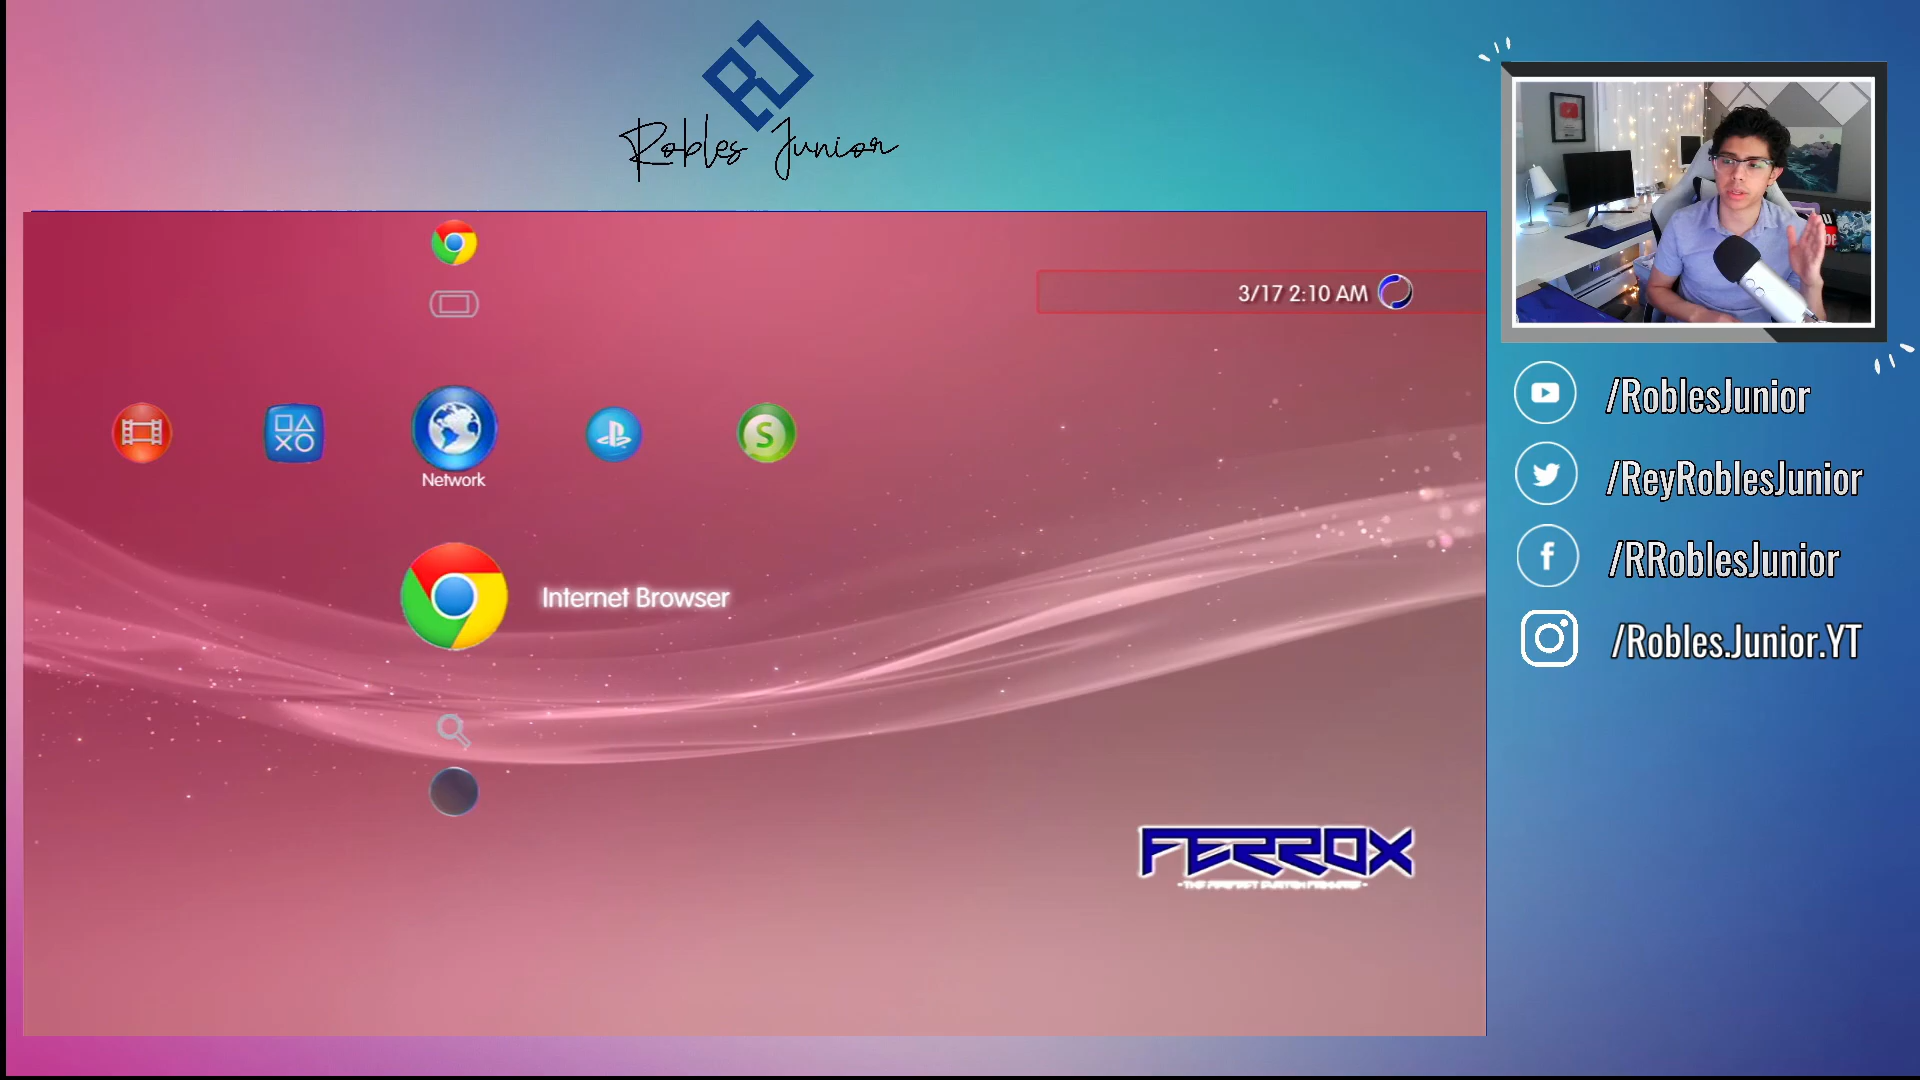 Robles Junior
3/17 2:10 AM
/RoblesJunior
/ReyRoblesJunior
/RRoblesJunior
/Robles.Junior.YT
S
Network
Internet Browser
FERROX